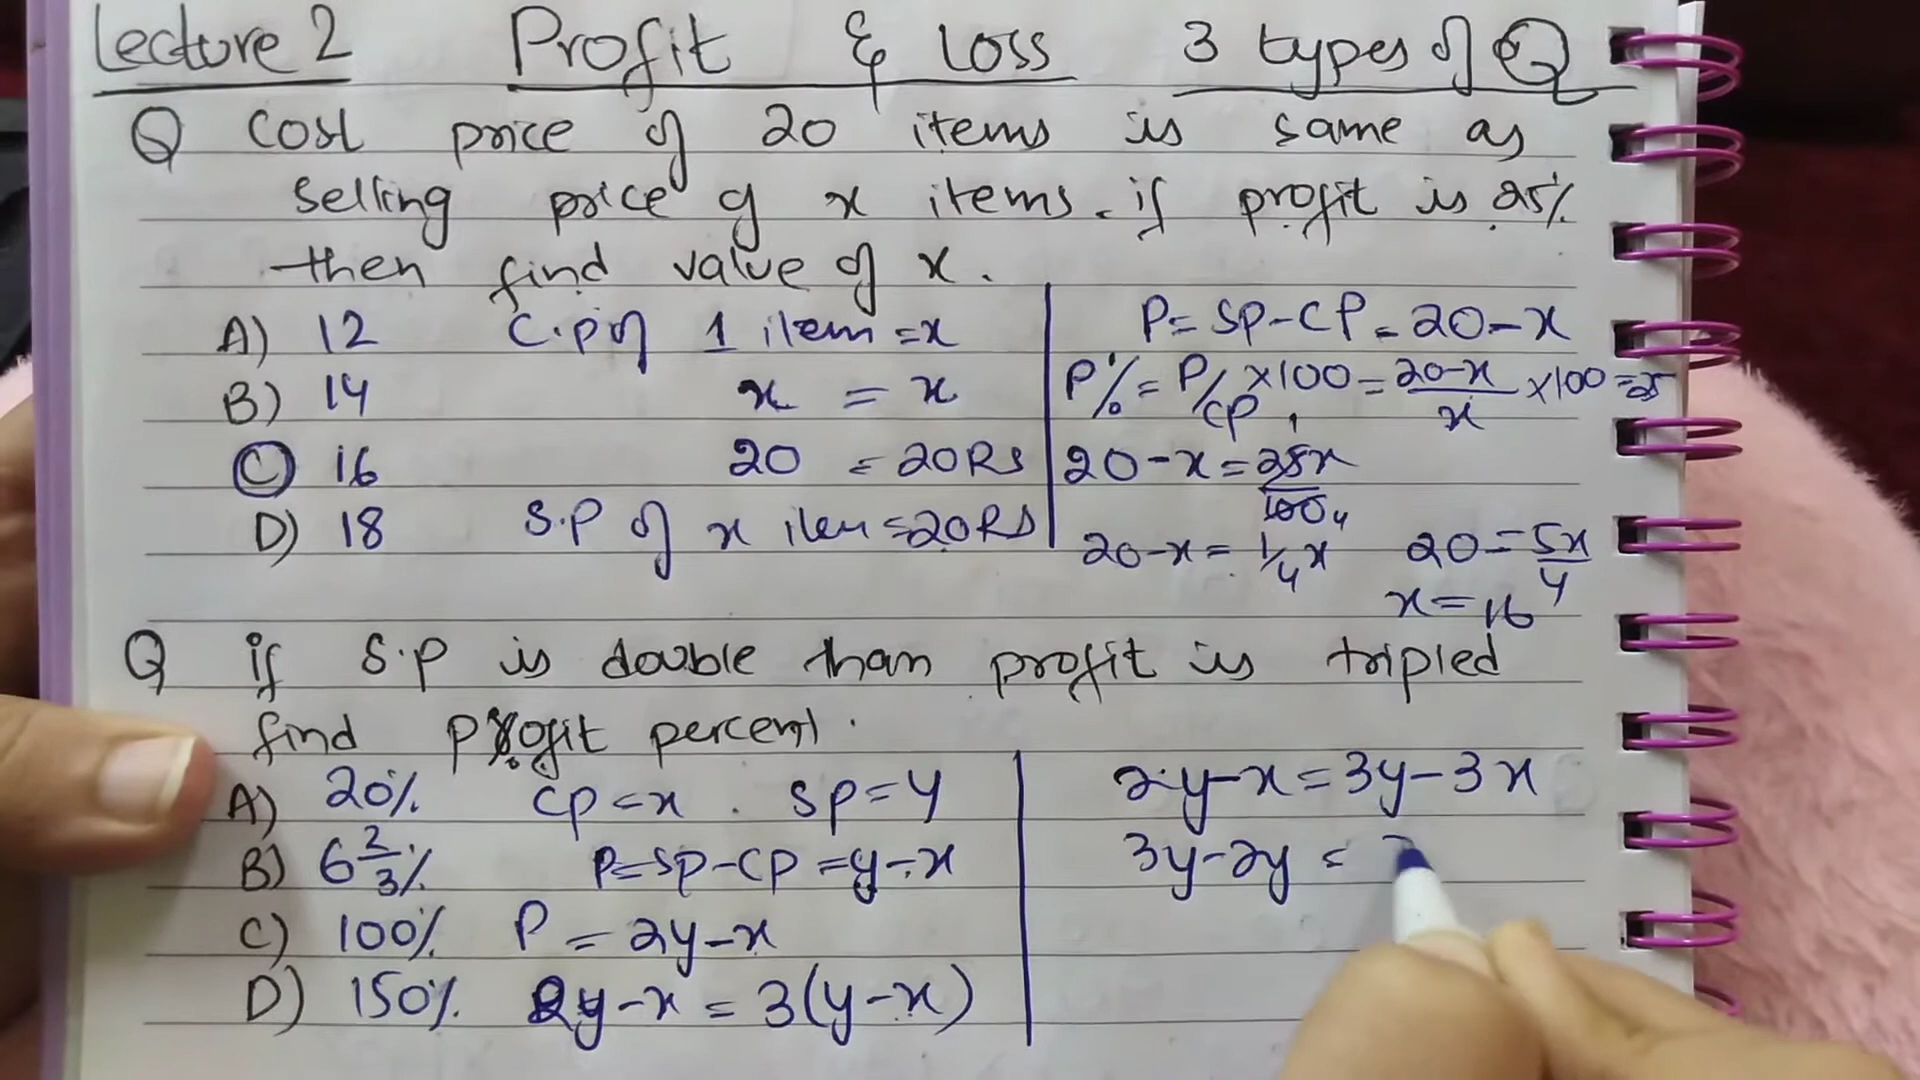 Lecture 2 Profit & Loss 3 types of Q
Q Cost price of 20 items is same as
selling price of x items. if profit is 25%
then find value of x.
A) 12 C.P of 1 item = x
B) 14 x = x
C) 16 20 = 20RS
D) 18 S.P of x item = 20RS
P = SP-CP = 20-x
P% = P/CP ×100 = 20-x/x ×100 = 25
20-x = 25x/100 4
20-x = 1/4 x 20 = 5x/4
x = 16
Q if S.P is double than profit is tripled
find profit percent.
A) 20% CP = x . SP = y
B) 6 2/3% P = SP-CP = y-x
C) 100% P = 2y-x
D) 150% 2y-x = 3(y-x)
2y-x = 3y-3x
3y-2y =